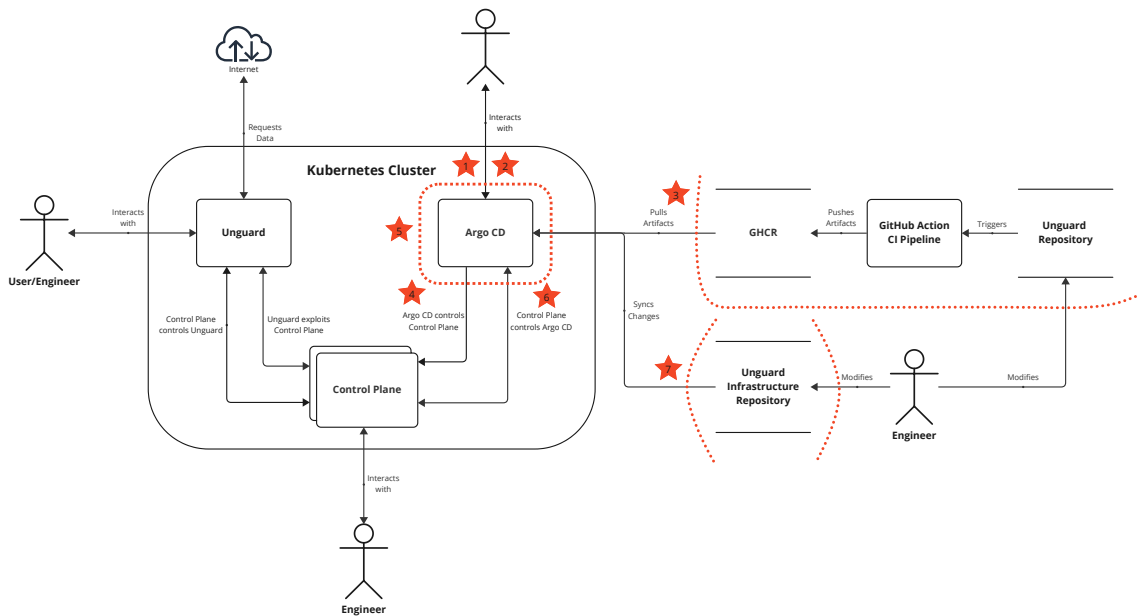 Internet
Requests
Data
Interacts
with
Kubernetes Cluster
1
2
3
Interacts
with
Unguard
5
Argo CD
Pulls
Artifacts
GHCR
Pushes
Artifacts
GitHub Action
CI Pipeline
Triggers
Unguard
Repository
User/Engineer
4
6
Control Plane
controls Unguard
Unguard exploits
Control Plane
Argo CD controls
Control Plane
Control Plane
controls Argo CD
Syncs
Changes
Control Plane
7
Unguard
Infrastructure
Repository
Modifies
Modifies
Engineer
Interacts
with
Engineer